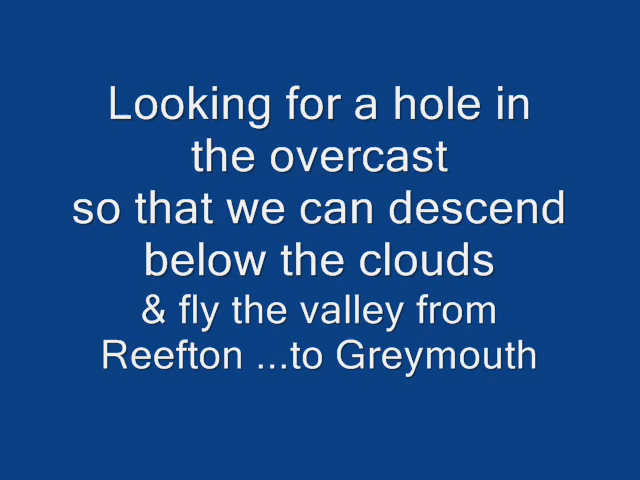 Looking for a hole in
the overcast
so that we can descend
below the clouds
& fly the valley from
Reefton ...to Greymouth